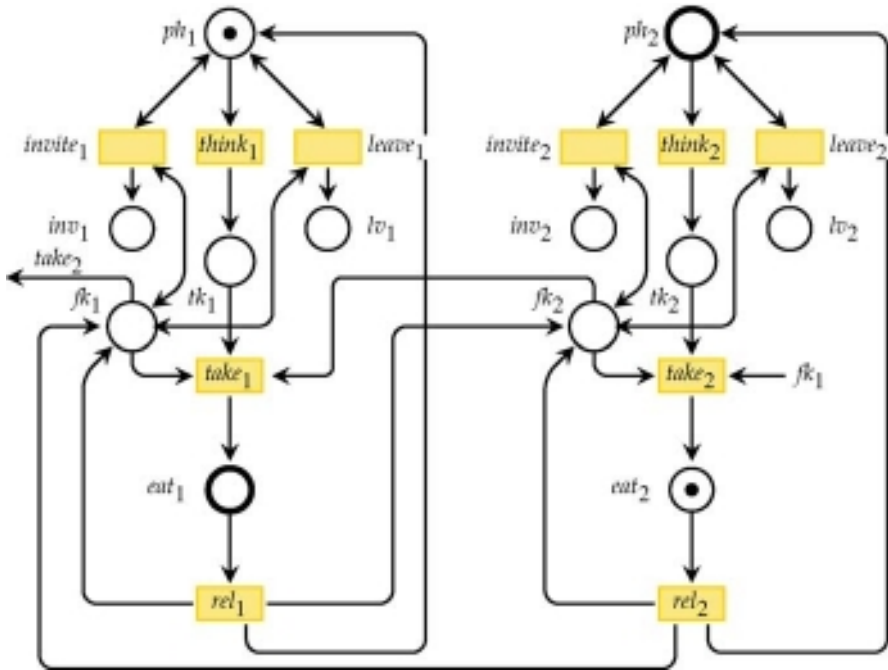 ph₁ ph₂
invite₁ think₁ leave₁ invite₂ think₂ leave₂
inv₁ lv₁ inv₂ lv₂
take₂
fk₁ tk₁ fk₂ tk₂
take₁ take₂ fk₁
eat₁ eat₂
rel₁ rel₂